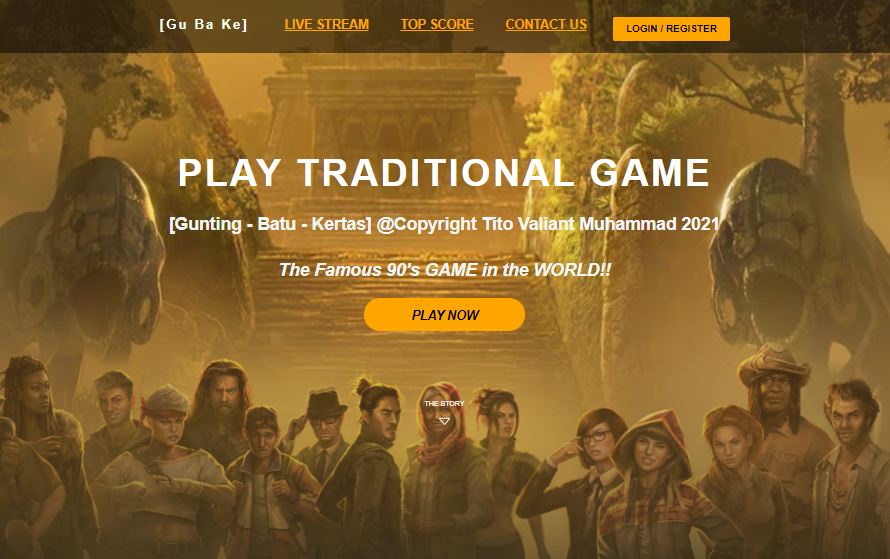 [Gu Ba Ke] LIVE STREAM TOP SCORE CONTACT US LOGIN / REGISTER
PLAY TRADITIONAL GAME
[Gunting - Batu - Kertas] @Copyright Tito Valiant Muhammad 2021
The Famous 90's GAME in the WORLD!!
PLAY NOW
THE STORY